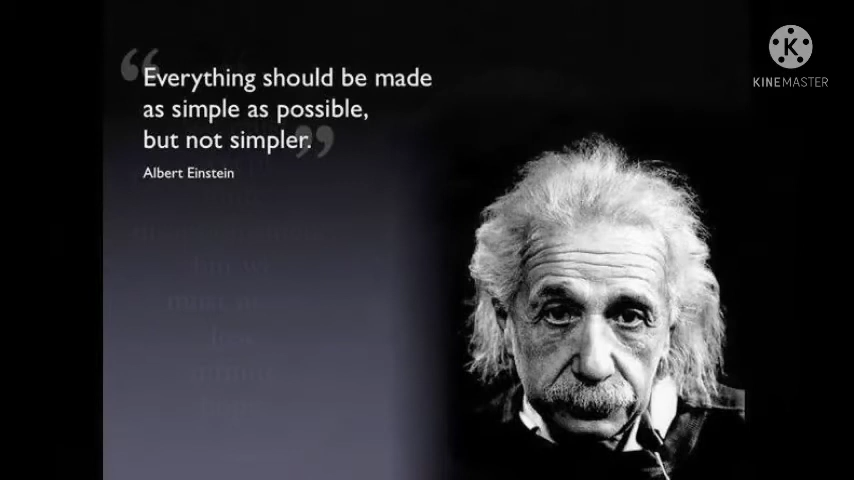 “Everything should be made
as simple as possible,
but not simpler.”
Albert Einstein
KINEMASTER